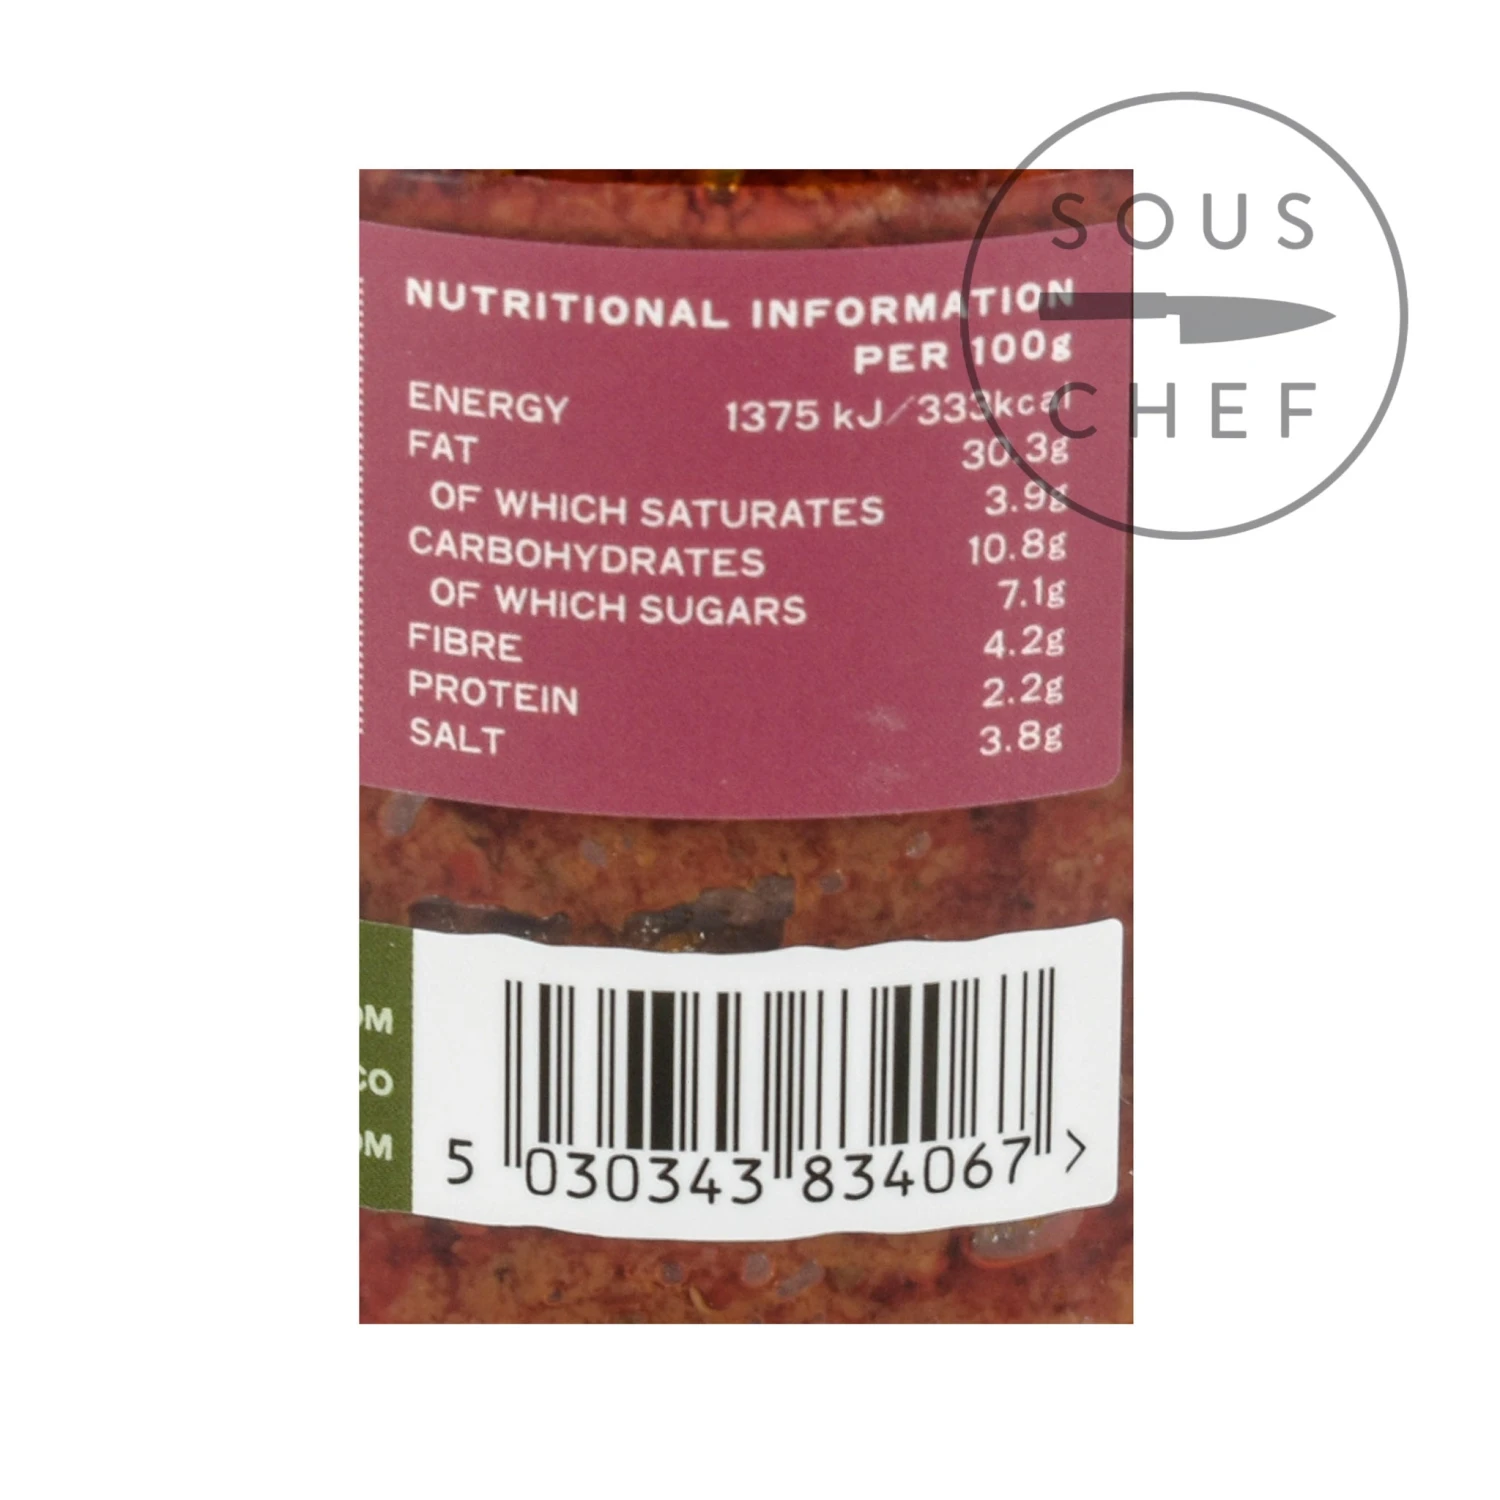 SOUS
CHEF
NUTRITIONAL INFORMATION
PER 100g
ENERGY 1375 kJ/333kcal
FAT 30.3g
OF WHICH SATURATES 3.9g
CARBOHYDRATES 10.8g
OF WHICH SUGARS 7.1g
FIBRE 4.2g
PROTEIN 2.2g
SALT 3.8g
OM
CO
OM
5 030343 834067 >